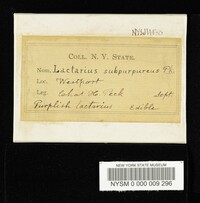 COLL. N. Y. STATE.
Nom. Lactarius subpurpureus Pk
Loc. Westport
Leg. Chas. H. Peck Sept.
Purplish Lactarius Edible
NEW YORK STATE MUSEUM
NYSM 0 000 009 296